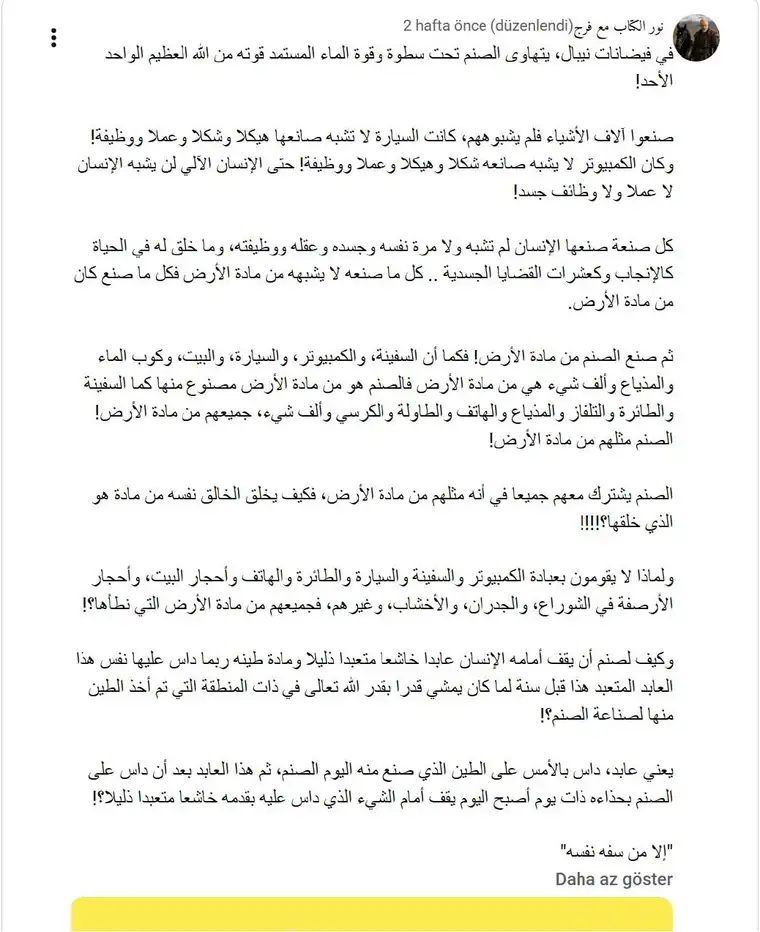 نور الكتاب مع فرج 2 hafta önce (düzenlendi)
في فيضانات نيبال، يتهاوى الصنم تحت سطوة وقوة الماء المستمد قوته من الله العظيم الواحد
الأحد!
صنعوا آلاف الأشياء فلم يشبوههم، كانت السيارة لا تشبه صانعها هيكلا وشكلا وعملا ووظيفة!
وكان الكمبيوتر لا يشبه صانعه شكلا وهيكلا وعملا ووظيفة! حتى الإنسان الآلي لن يشبه الإنسان
لا عملا ولا وظائف جسد!
كل صنعة صنعها الإنسان لم تشبه ولا مرة نفسه وجسده وعقله ووظيفته، وما خلق له في الحياة
كالإنجاب وكعشرات القضايا الجسدية .. كل ما صنعه لا يشبهه من مادة الأرض فكل ما صنع كان
من مادة الأرض.
ثم صنع الصنم من مادة الأرض! فكما أن السفينة، والكمبيوتر، والسيارة، والبيت، وكوب الماء
والمذياع وألف شيء هي من مادة الأرض فالصنم هو من مادة الأرض مصنوع منها كما السفينة
والطائرة والتلفاز والمذياع والهاتف والطاولة والكرسي وألف شيء، جميعهم من مادة الأرض!
الصنم مثلهم من مادة الأرض!
الصنم يشترك معهم جميعا في أنه مثلهم من مادة الأرض، فكيف يخلق الخالق نفسه من مادة هو
الذي خلقها؟!!!!
ولماذا لا يقومون بعبادة الكمبيوتر والسفينة والسيارة والطائرة والهاتف وأحجار البيت، وأحجار
الأرصفة في الشوراع، والجدران، والأخشاب، وغيرهم، فجميعهم من مادة الأرض التي نطأها؟!
وكيف لصنم أن يقف أمامه الإنسان عابدا خاشعا متعبدا ذليلا ومادة طينه ربما داس عليها نفس هذا
العابد المتعبد هذا قبل سنة لما كان يمشي قدرا بقدر الله تعالى في ذات المنطقة التي تم أخذ الطين
منها لصناعة الصنم؟!
يعني عابد، داس بالأمس على الطين الذي صنع منه اليوم الصنم، ثم هذا العابد بعد أن داس على
الصنم بحذاءه ذات يوم أصبح اليوم يقف أمام الشيء الذي داس عليه بقدمه خاشعا متعبدا ذليلا؟!
"إلا من سفه نفسه"
Daha az göster